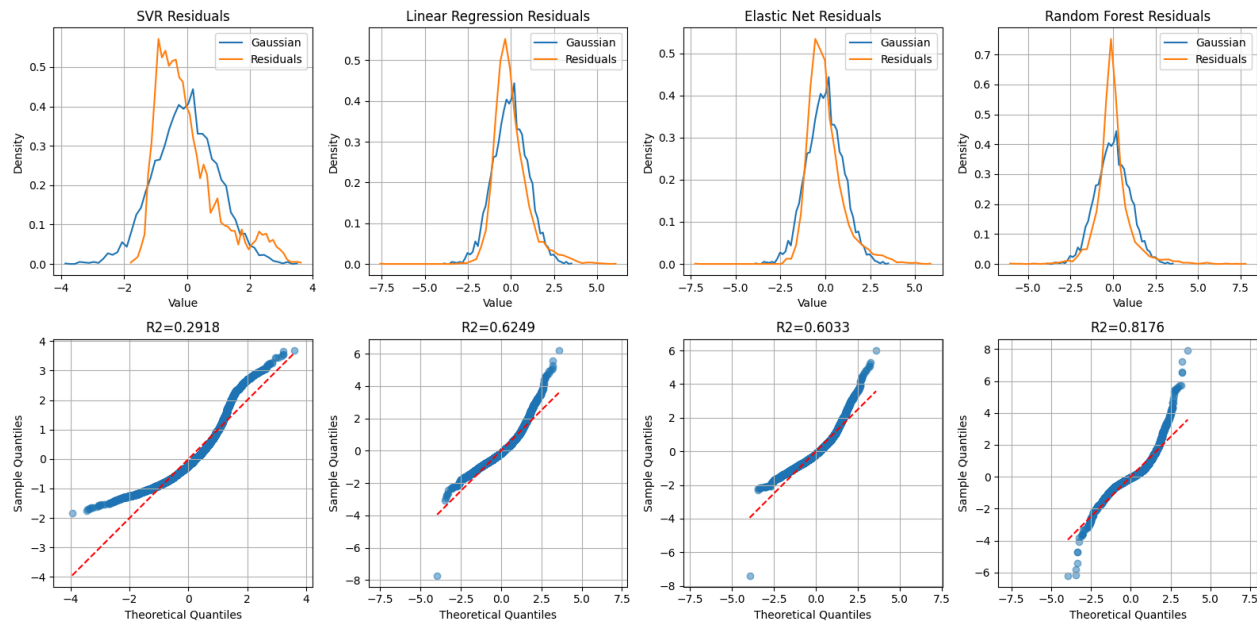 SVR Residuals
Linear Regression Residuals
Elastic Net Residuals
Random Forest Residuals
Gaussian
Residuals
Gaussian
Residuals
Gaussian
Residuals
Gaussian
Residuals
Density
0.5
0.4
0.3
0.2
0.1
0.0
Density
0.5
0.4
0.3
0.2
0.1
0.0
Density
0.5
0.4
0.3
0.2
0.1
0.0
Density
0.7
0.6
0.5
0.4
0.3
0.2
0.1
0.0
−4 −2 0 2 4
−7.5 −5.0 −2.5 0.0 2.5 5.0
−7.5 −5.0 −2.5 0.0 2.5 5.0
−5.0 −2.5 0.0 2.5 5.0 7.5
Value
Value
Value
Value
R2=0.2918
R2=0.6249
R2=0.6033
R2=0.8176
Sample Quantiles
4
3
2
1
0
−1
−2
−3
−4
Sample Quantiles
6
4
2
0
−2
−4
−6
−8
Sample Quantiles
6
4
2
0
−2
−4
−6
−8
Sample Quantiles
8
6
4
2
0
−2
−4
−6
−4 −2 0 2 4
−7.5 −5.0 −2.5 0.0 2.5 5.0 7.5
−7.5 −5.0 −2.5 0.0 2.5 5.0 7.5
−7.5 −5.0 −2.5 0.0 2.5 5.0 7.5
Theoretical Quantiles
Theoretical Quantiles
Theoretical Quantiles
Theoretical Quantiles